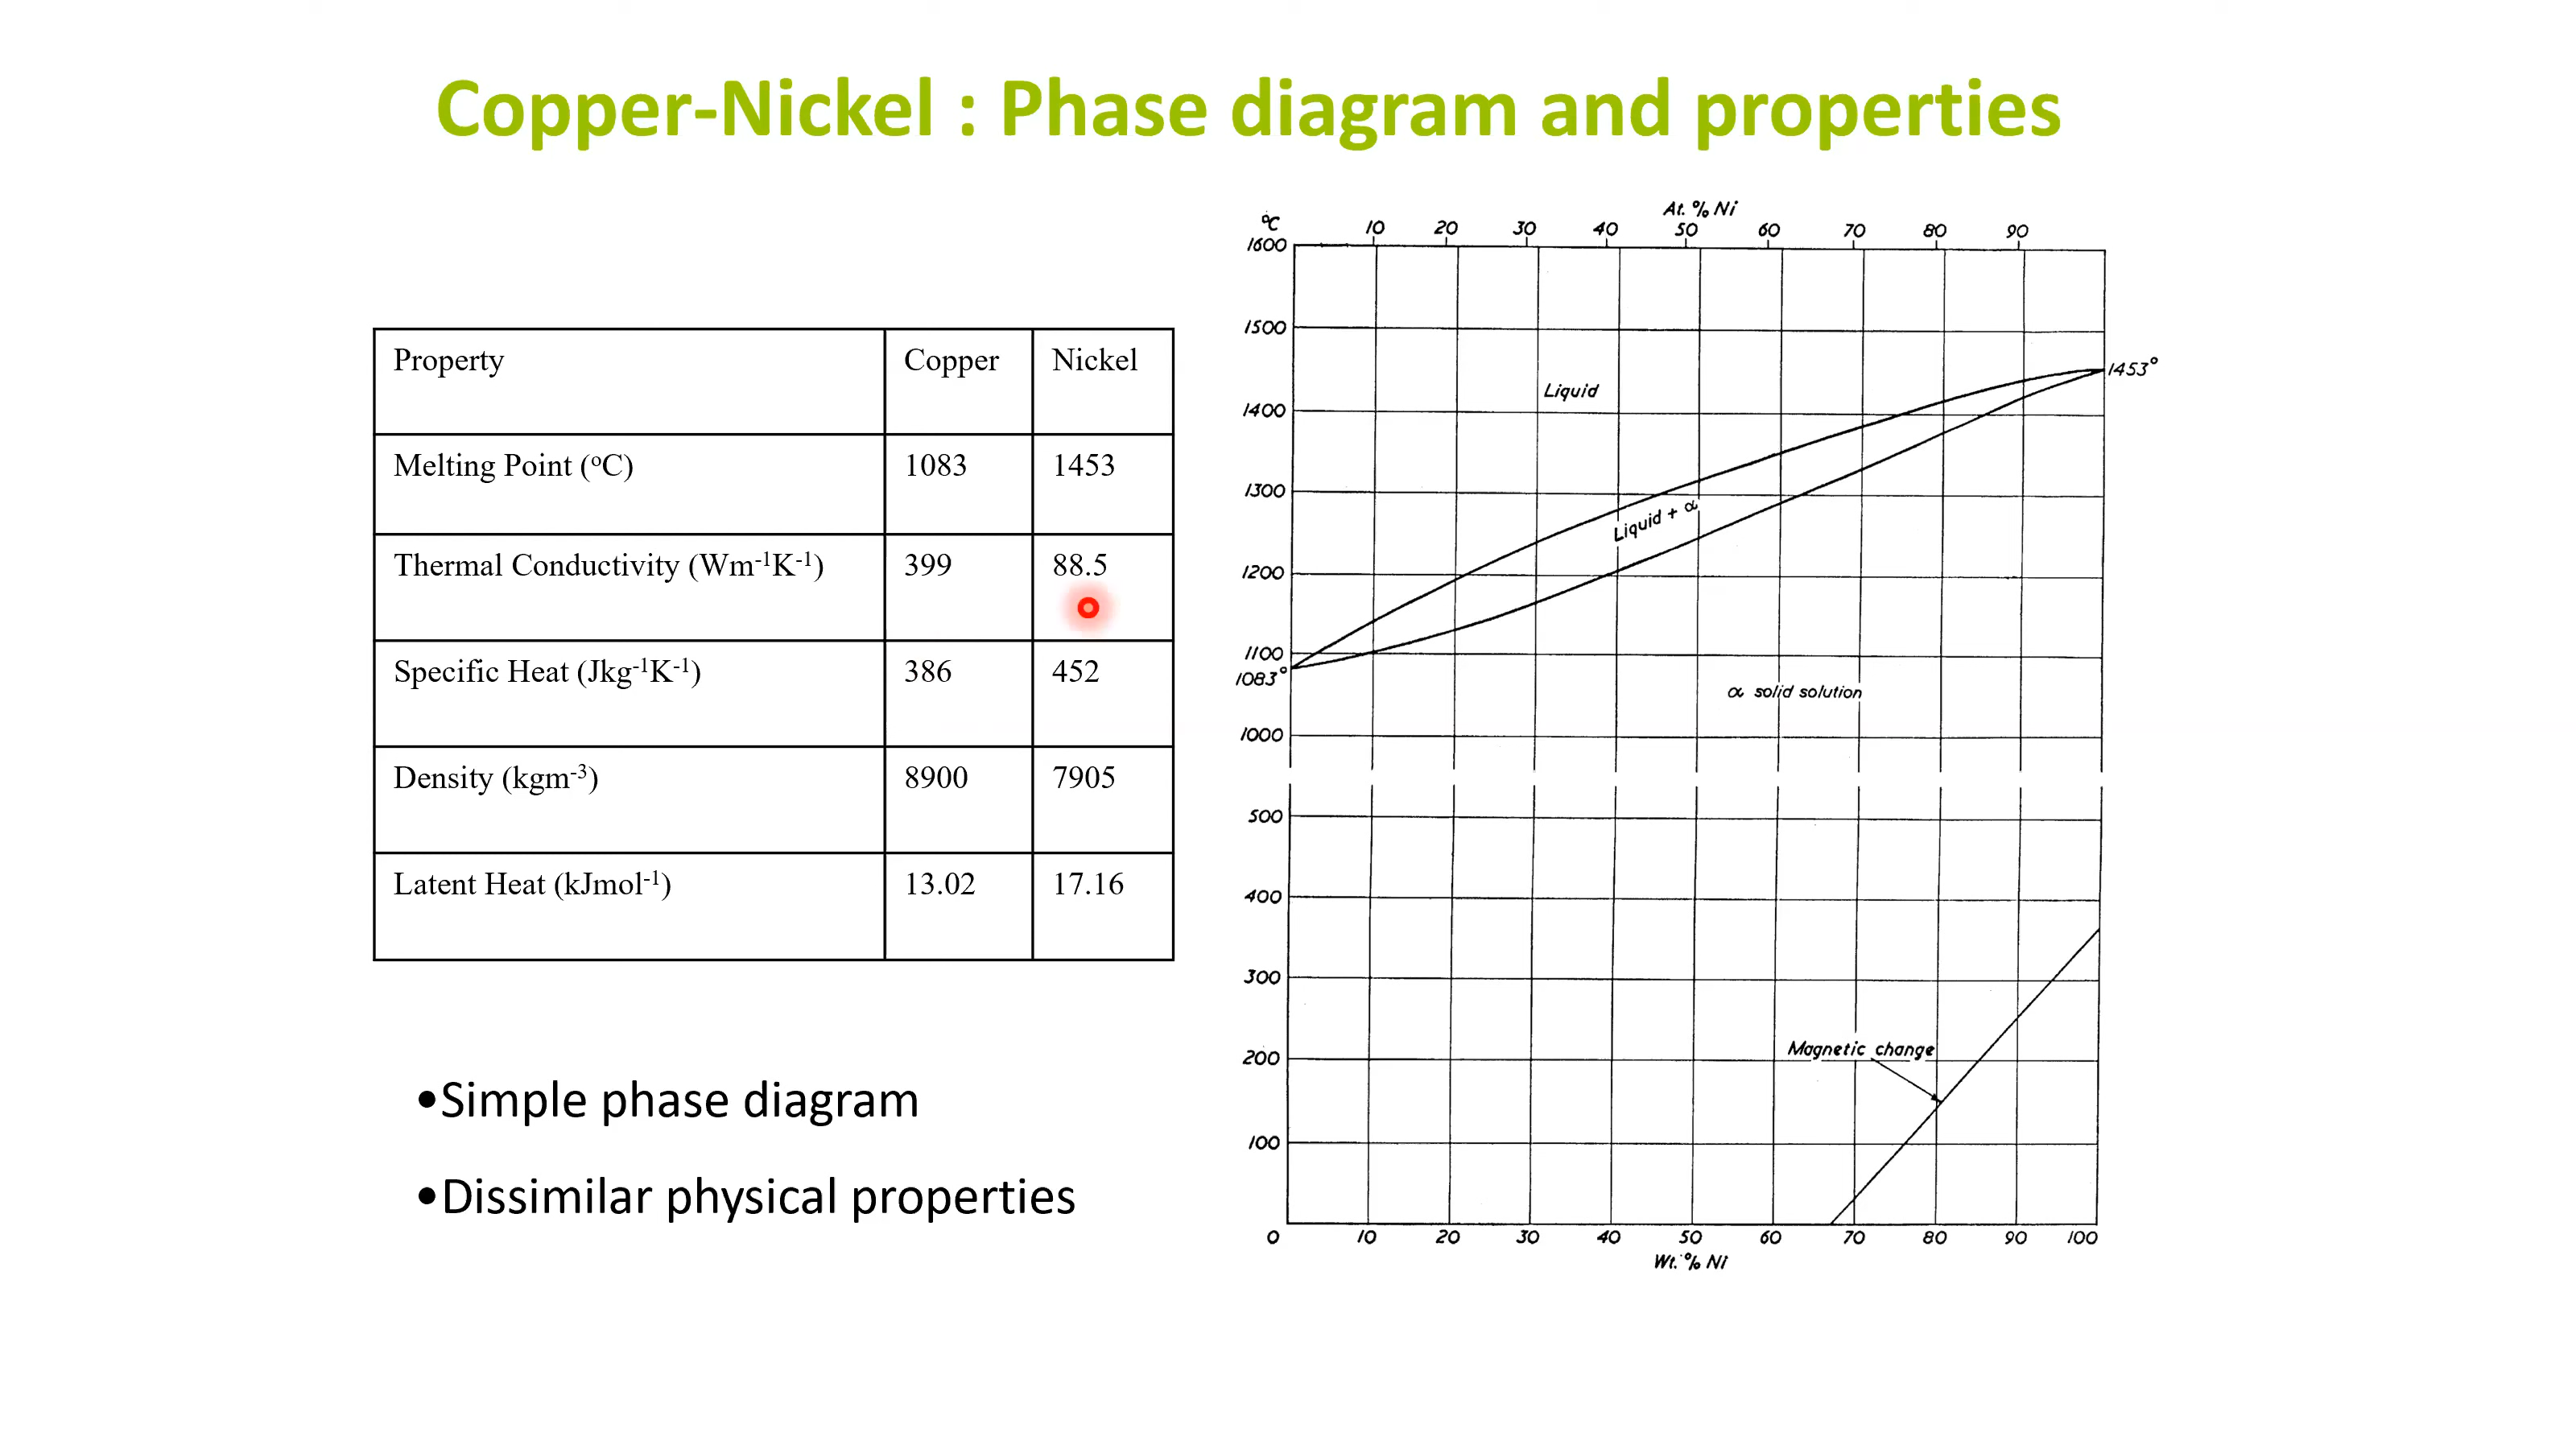 Copper-Nickel : Phase diagram and properties
Property Copper Nickel
Melting Point (ºC) 1083 1453
Thermal Conductivity (Wm⁻¹K⁻¹) 399 88.5
Specific Heat (Jkg⁻¹K⁻¹) 386 452
Density (kgm⁻³) 8900 7905
Latent Heat (kJmol⁻¹) 13.02 17.16
•Simple phase diagram
•Dissimilar physical properties
At. % Ni
°C 10 20 30 40 50 60 70 80 90
1600
1500
1453°
Liquid
1400
1300
Liquid + α
1200
1100
1083°
α solid solution
1000
500
400
300
Magnetic change
200
100
0 10 20 30 40 50 60 70 80 90 100
Wt. % Ni